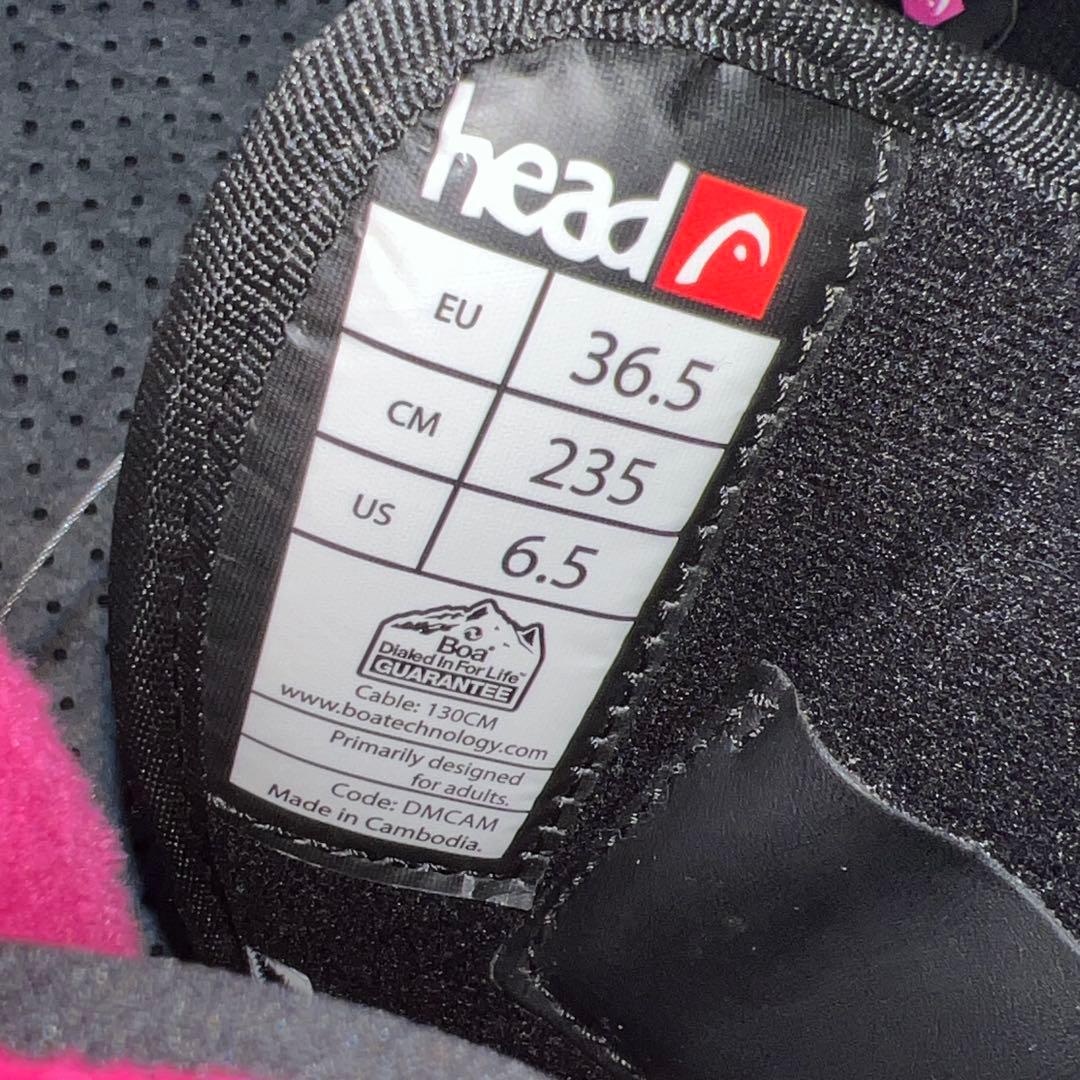 head
EU 36.5
CM 235
US 6.5
Boa®
Dialed In For Life™
GUARANTEE
Cable: 130CM
www.boatechnology.com
Primarily designed
for adults.
Code: DMCAM
Made in Cambodia.